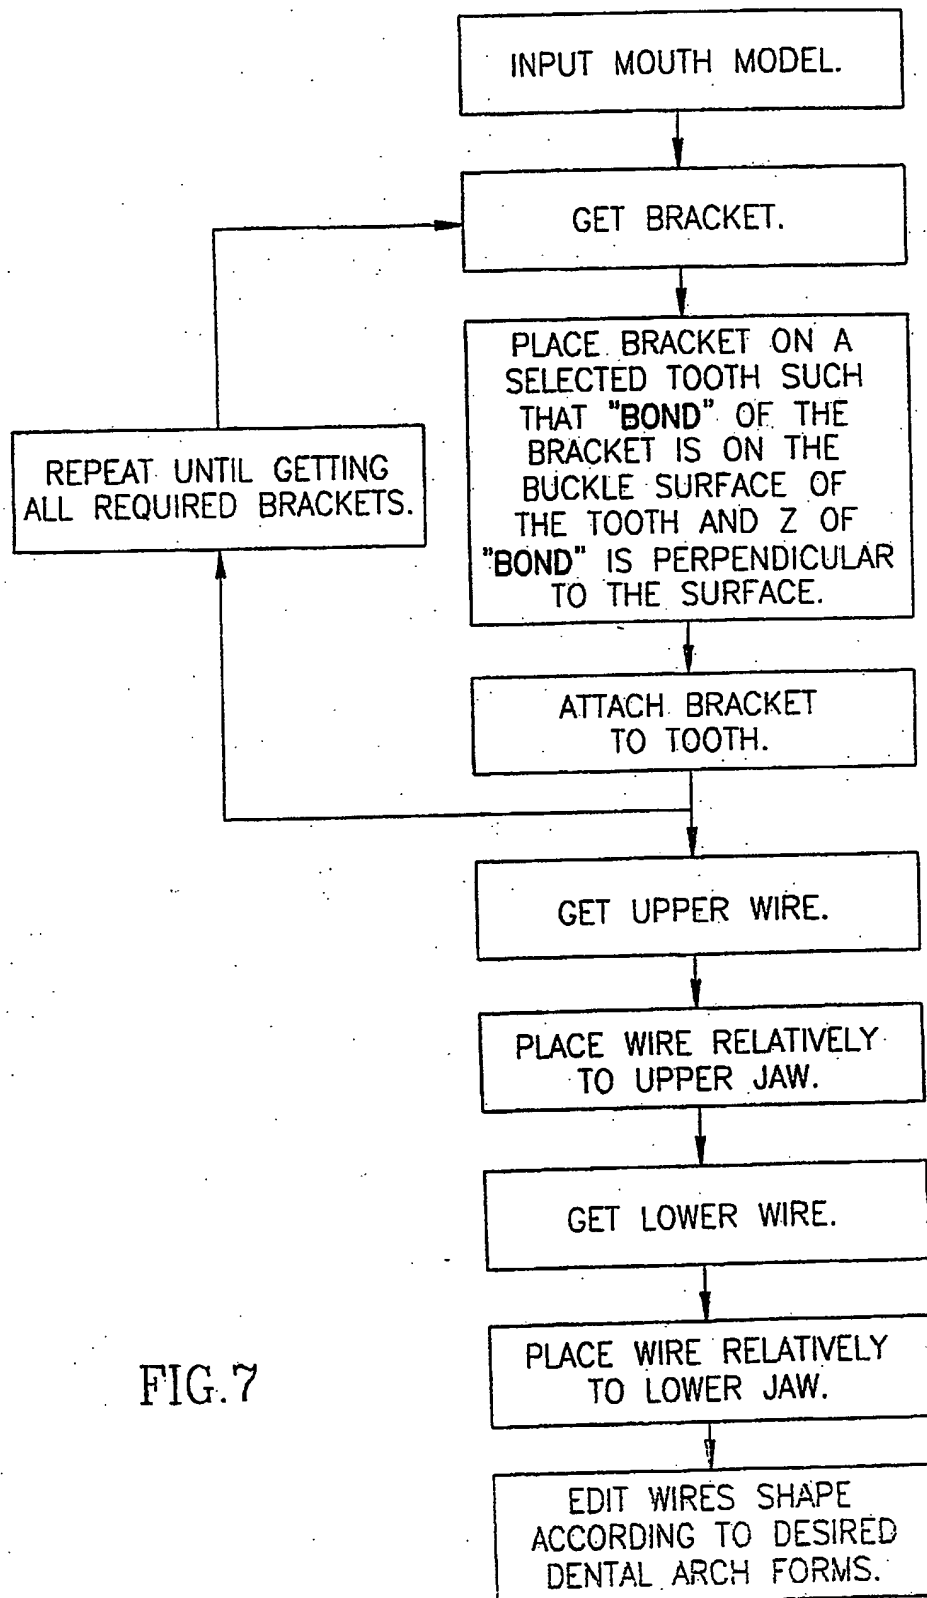 INPUT MOUTH MODEL.
GET BRACKET.
PLACE BRACKET ON A
SELECTED TOOTH SUCH
THAT "BOND" OF THE
BRACKET IS ON THE
BUCKLE SURFACE OF
THE TOOTH AND Z OF
"BOND" IS PERPENDICULAR
TO THE SURFACE.
REPEAT UNTIL GETTING
ALL REQUIRED BRACKETS.
ATTACH BRACKET
TO TOOTH.
GET UPPER WIRE.
PLACE WIRE RELATIVELY
TO UPPER JAW.
GET LOWER WIRE.
PLACE WIRE RELATIVELY
TO LOWER JAW.
EDIT WIRES SHAPE
ACCORDING TO DESIRED
DENTAL ARCH FORMS.
FIG.7